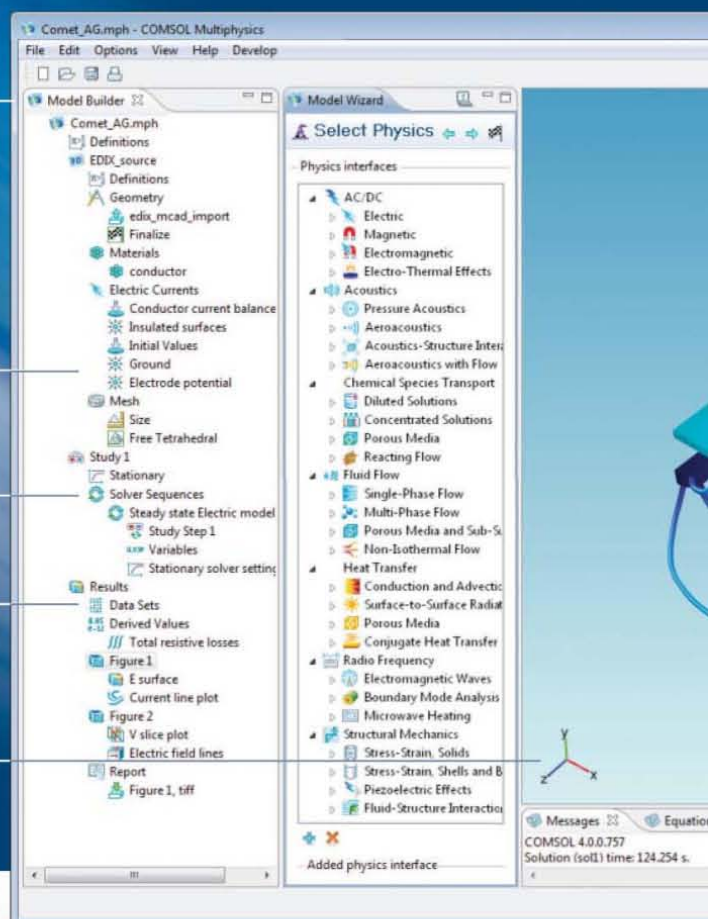 Comet_AG.mph - COMSOL Multiphysics
File Edit Options View Help Develop
Model Builder
Comet_AG.mph
Definitions
EDIX_source
Definitions
Geometry
edix_mcad_import
Finalize
Materials
conductor
Electric Currents
Conductor current balance
Insulated surfaces
Initial Values
Ground
Electrode potential
Mesh
Size
Free Tetrahedral
Study 1
Stationary
Solver Sequences
Steady state Electric model
Study Step 1
Variables
Stationary solver setting
Results
Data Sets
Derived Values
Total resistive losses
Figure 1
E surface
Current line plot
Figure 2
V slice plot
Electric field lines
Report
Figure 1, tiff
Model Wizard
Select Physics
Physics interfaces
AC/DC
Electric
Magnetic
Electromagnetic
Electro-Thermal Effects
Acoustics
Pressure Acoustics
Aeroacoustics
Acoustics-Structure Inter
Aeroacoustics with Flow
Chemical Species Transport
Diluted Solutions
Concentrated Solutions
Porous Media
Reacting Flow
Fluid Flow
Single-Phase Flow
Multi-Phase Flow
Porous Media and Sub-S
Non-Isothermal Flow
Heat Transfer
Conduction and Advectic
Surface-to-Surface Radiat
Porous Media
Conjugate Heat Transfer
Radio Frequency
Electromagnetic Waves
Boundary Mode Analysis
Microwave Heating
Structural Mechanics
Stress-Strain, Solids
Stress-Strain, Shells and B
Piezoelectric Effects
Fluid-Structure Interaction
Added physics interface
y
z x
Messages Equation
COMSOL 4.0.0.757
Solution (sol1) time: 124.254 s.